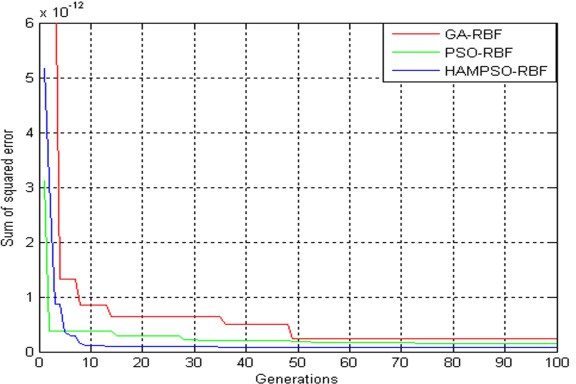 x 10^-12
GA-RBF
PSO-RBF
HAMPSO-RBF
Sum of squared error
6
5
4
3
2
1
0
0 10 20 30 40 50 60 70 80 90 100
Generations